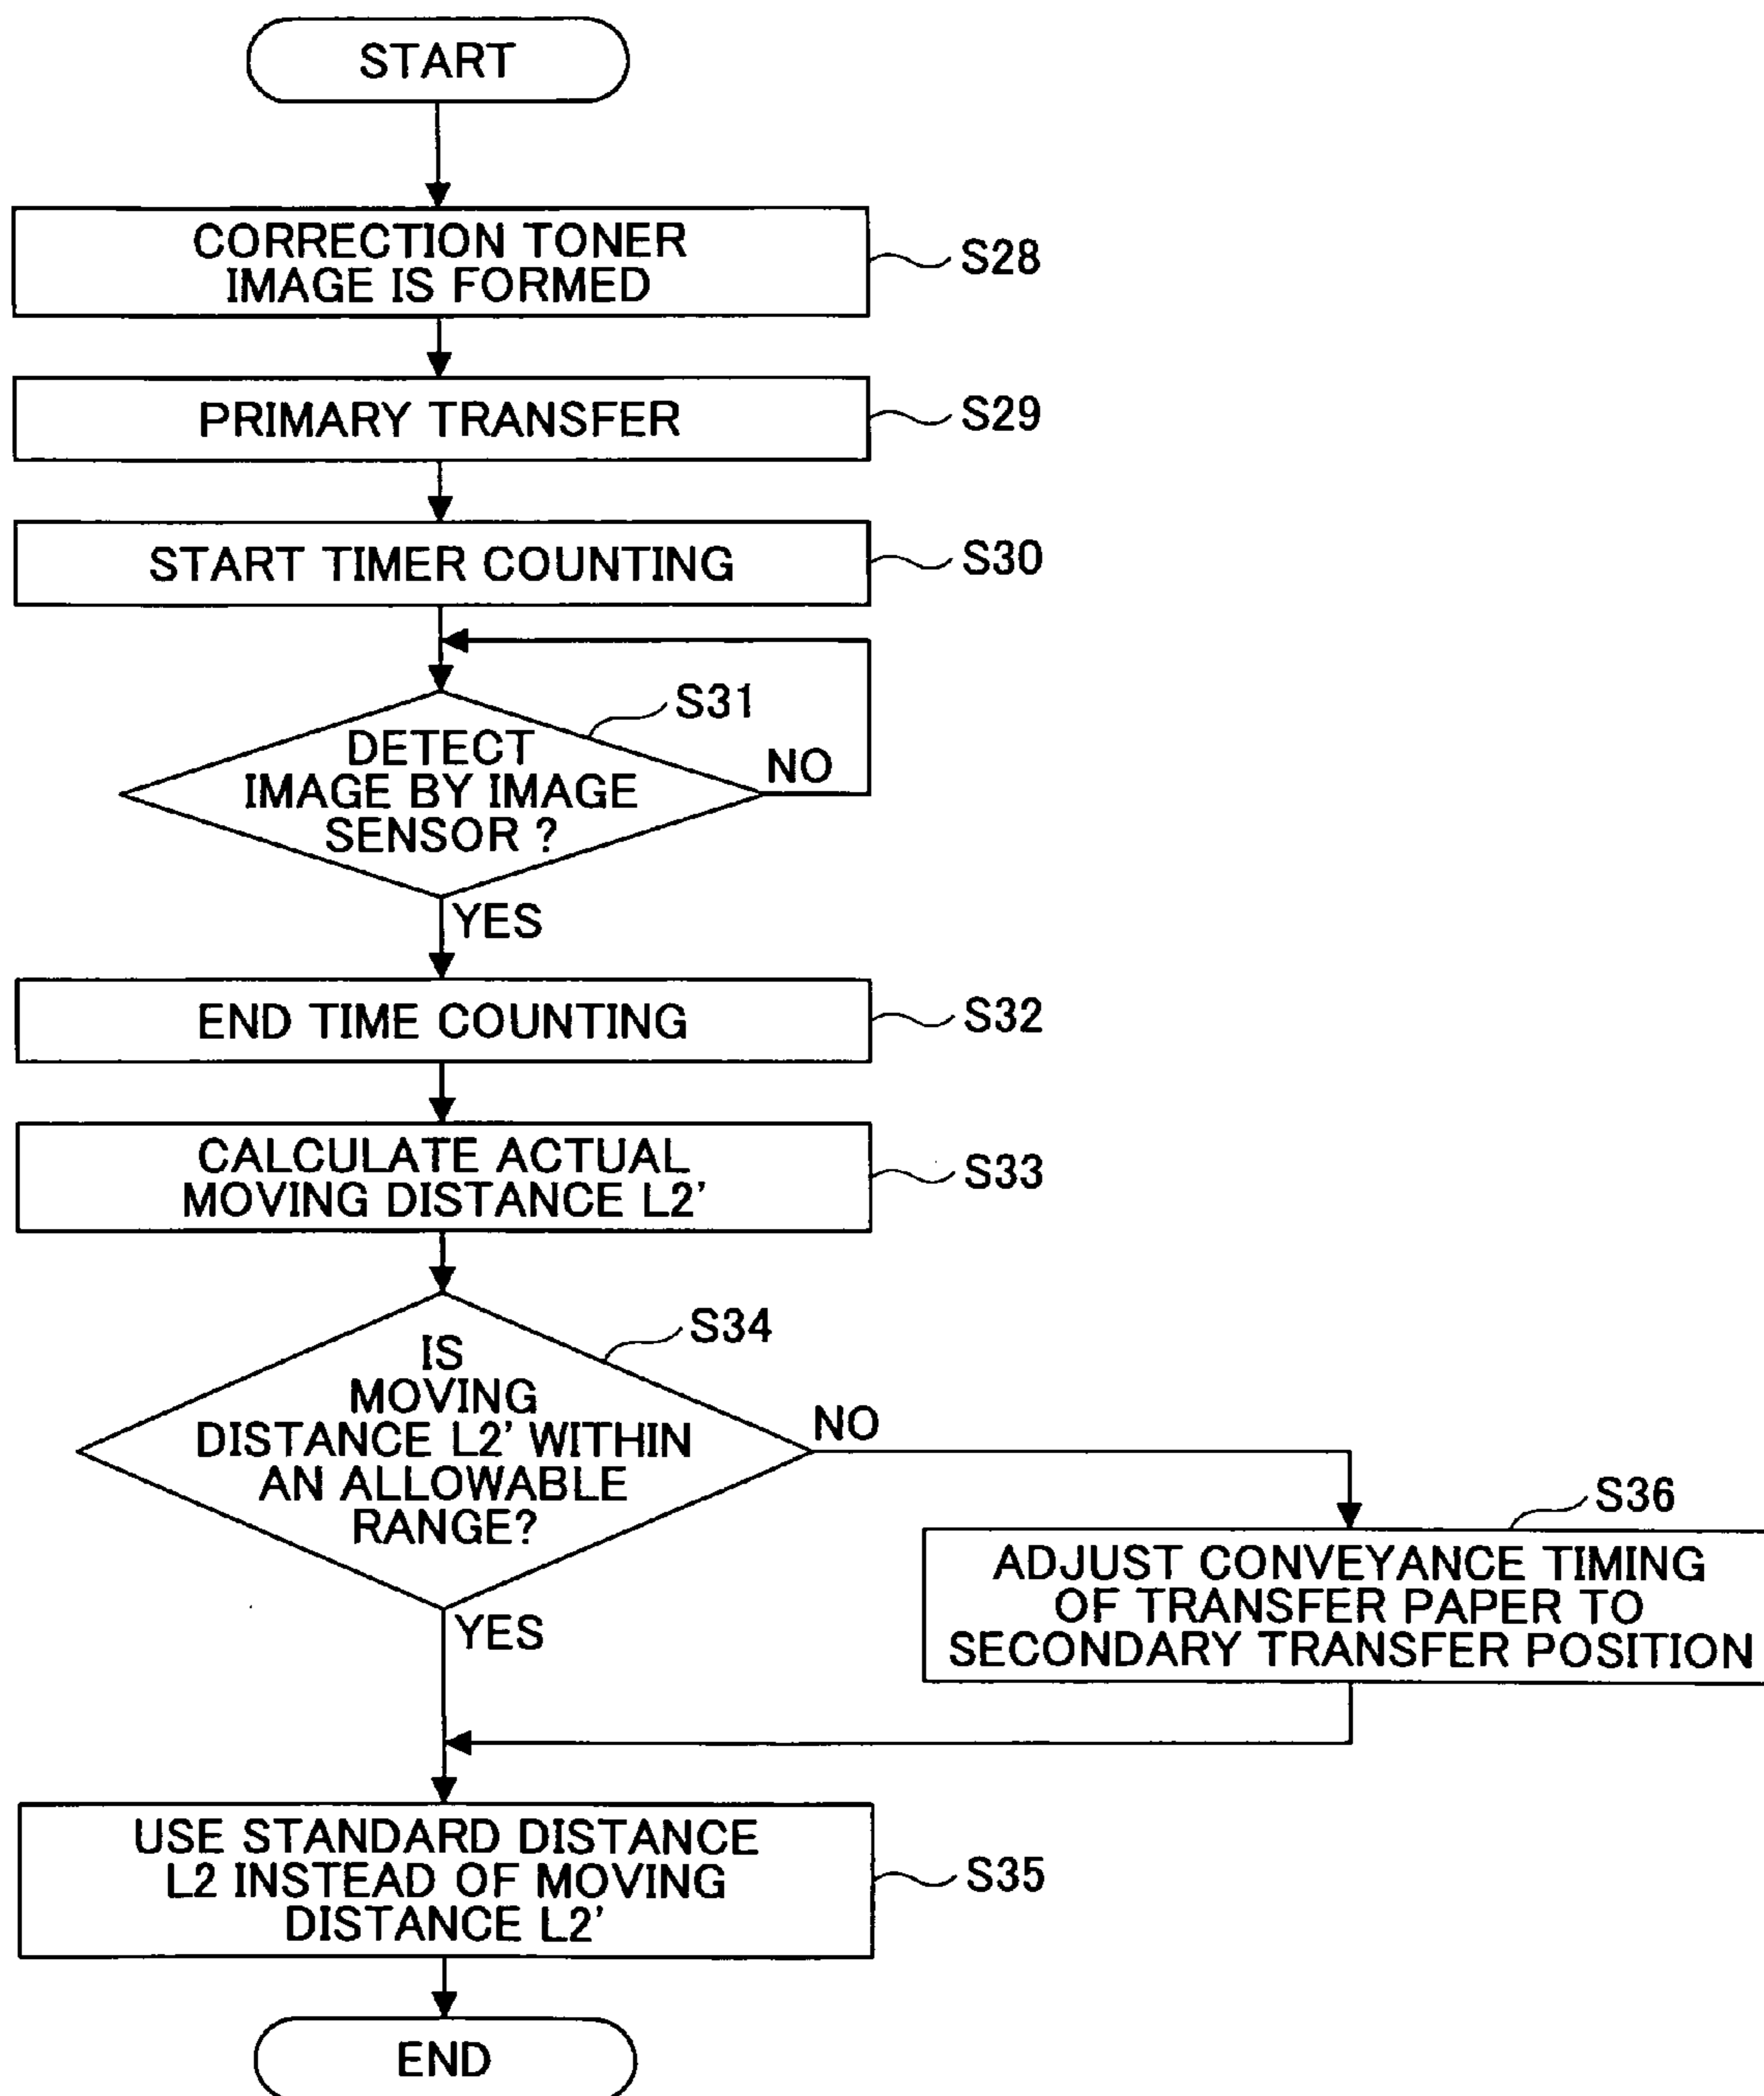 START
CORRECTION TONER
IMAGE IS FORMED
S28
PRIMARY TRANSFER
S29
START TIMER COUNTING
S30
S31
DETECT
IMAGE BY IMAGE
SENSOR ?
NO
YES
END TIME COUNTING
S32
CALCULATE ACTUAL
MOVING DISTANCE L2'
S33
S34
IS
MOVING
DISTANCE L2' WITHIN
AN ALLOWABLE
RANGE?
NO
YES
S36
ADJUST CONVEYANCE TIMING
OF TRANSFER PAPER TO
SECONDARY TRANSFER POSITION
USE STANDARD DISTANCE
L2 INSTEAD OF MOVING
DISTANCE L2'
S35
END